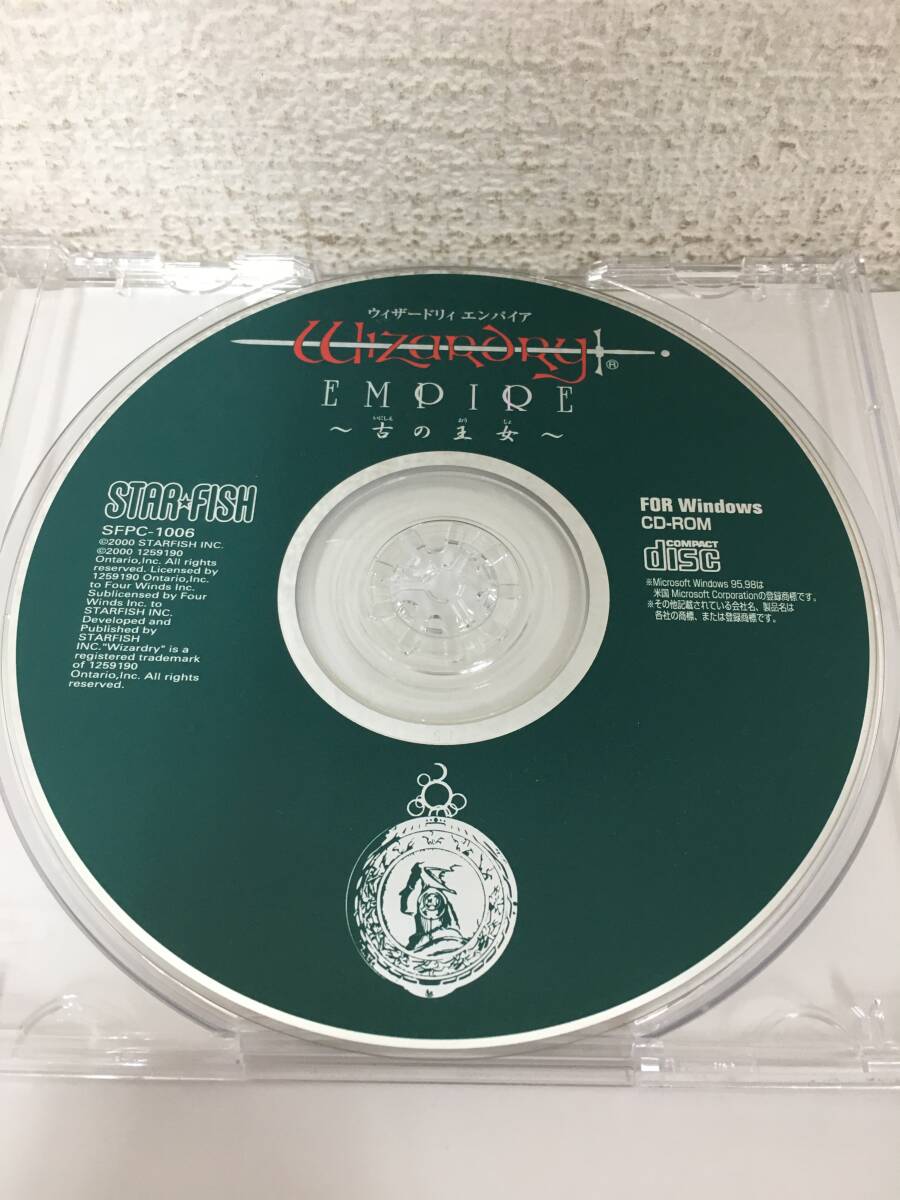 ウィザードリィ エンパイア
Wizardry®
EMPIRE
いにしえ おう じょ
～古の王女～
STAR☆FISH
SFPC-1006
©2000 STARFISH INC.
©2000 1259190
Ontario,Inc. All rights
reserved. Licensed by
1259190 Ontario,Inc.
to Four Winds Inc.
Sublicensed by Four
Winds Inc. to
STARFISH INC.
Developed and
Published by
STARFISH
INC."Wizardry" is a
registered trademark
of 1259190
Ontario,Inc. All rights
reserved.
FOR Windows
CD-ROM
COMPACT
disc
※Microsoft Windows 95,98は
米国 Microsoft Corporationの登録商標です。
※その他記載されている会社名、製品名は
各社の商標、または登録商標です。